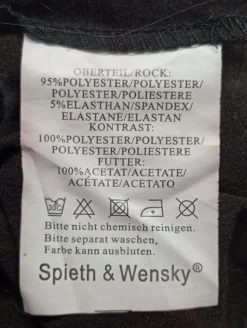 OBERTEIL/ROCK:
95%POLYESTER/POLYESTER/
POLYESTER/POLIESTERE
5%ELASTHAN/SPANDEX/
ELASTANE/ELASTAN
KONTRAST:
100%POLYESTER/POLYESTER/
POLYESTER/POLIESTERE
FUTTER:
100%ACETAT/ACETATE/
ACÉTATE/ACETATO
30C
Bitte nicht chemisch reinigen.
Bitte separat waschen,
Farbe kann ausbluten.
Spieth & Wensky®